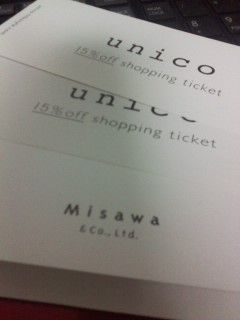 unico
15%off shopping ticket
unico
15%off shopping ticket
Misawa
& Co., Ltd.